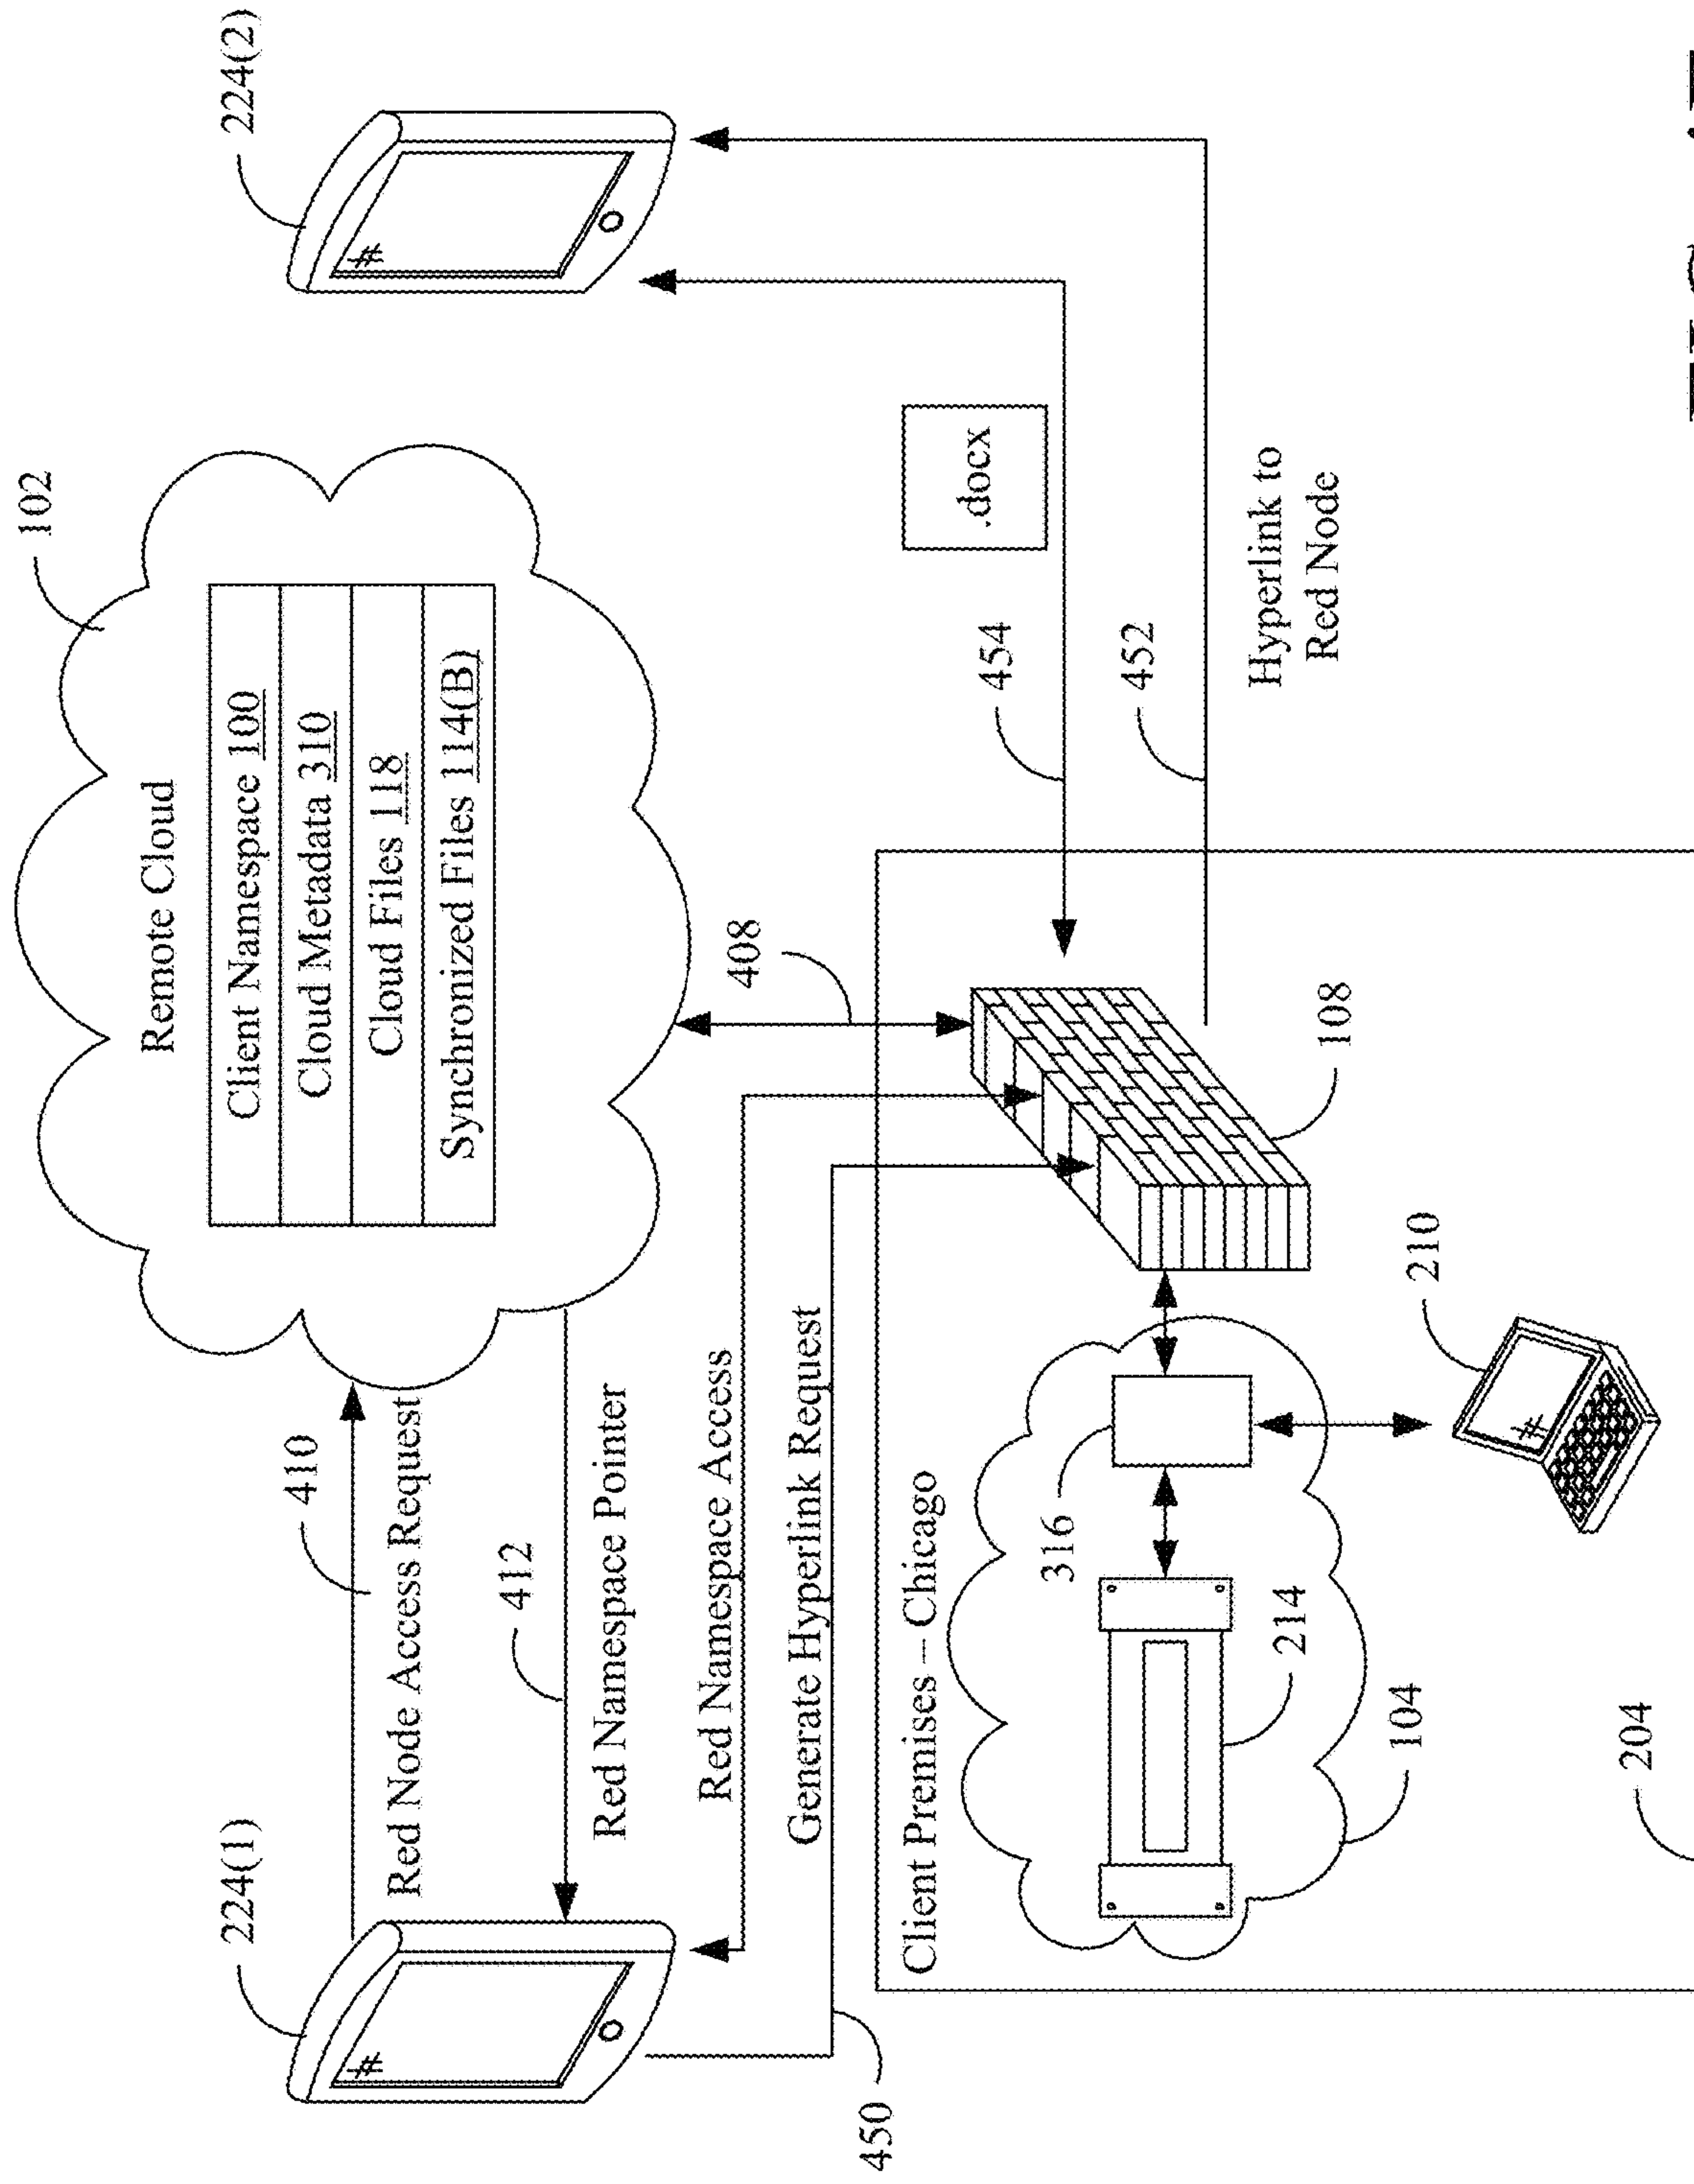 224(1)
410
Red Node Access Request
412
Red Namespace Pointer
Red Namespace Access
Generate Hyperlink Request
450
102
Remote Cloud
Client Namespace 100
Cloud Metadata 310
Cloud Files 118
Synchronized Files 114(B)
224(2)
408
.docx
454
452
Hyperlink to
Red Node
Client Premises – Chicago
316
214
104
108
210
204